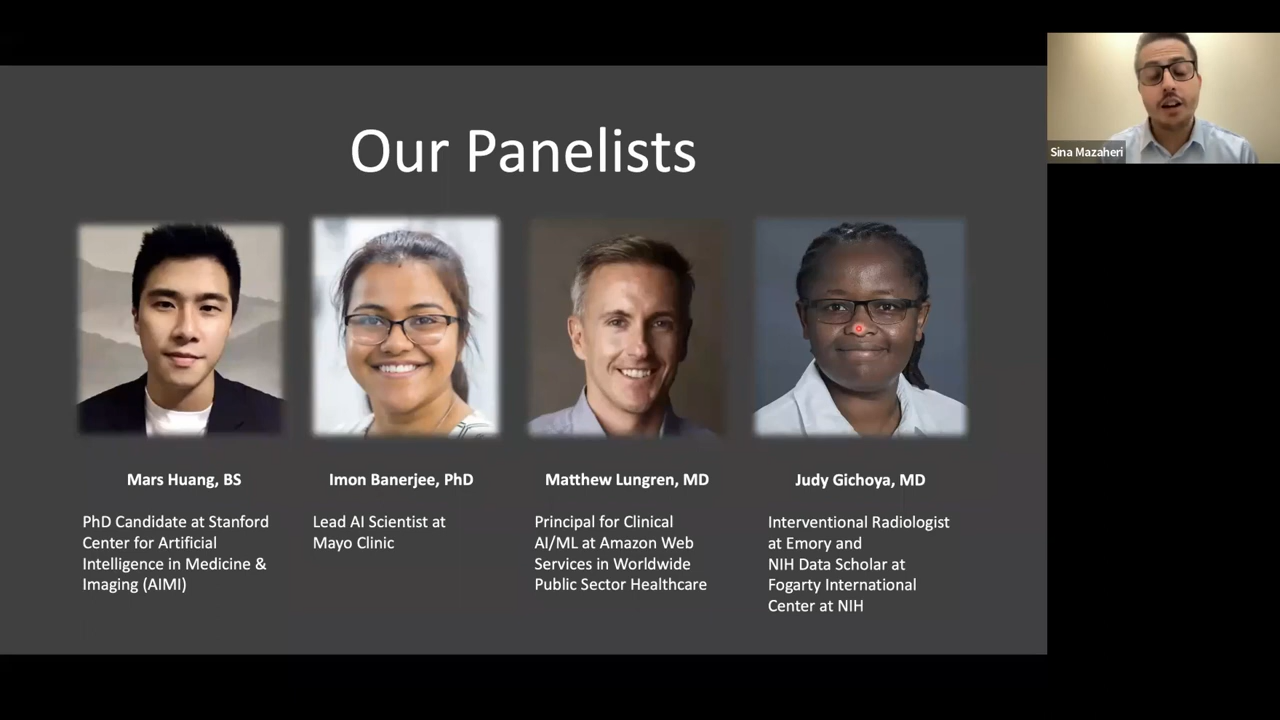 Our Panelists
Sina Mazaheri
Mars Huang, BS
PhD Candidate at Stanford
Center for Artificial
Intelligence in Medicine &
Imaging (AIMI)
Imon Banerjee, PhD
Lead AI Scientist at
Mayo Clinic
Matthew Lungren, MD
Principal for Clinical
AI/ML at Amazon Web
Services in Worldwide
Public Sector Healthcare
Judy Gichoya, MD
Interventional Radiologist
at Emory and
NIH Data Scholar at
Fogarty International
Center at NIH